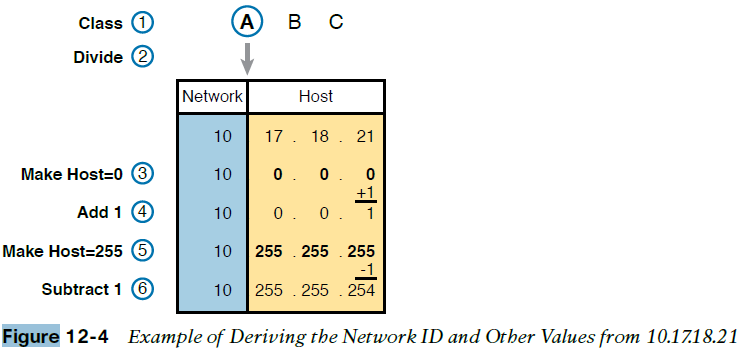 Class 1 A B C
Divide 2
Network Host
10 17 . 18 . 21
Make Host=0 3 10 0 . 0 . 0
+1
Add 1 4 10 0 . 0 . 1
Make Host=255 5 10 255 . 255 . 255
-1
Subtract 1 6 10 255 . 255 . 254
Figure 12-4 Example of Deriving the Network ID and Other Values from 10.17.18.21